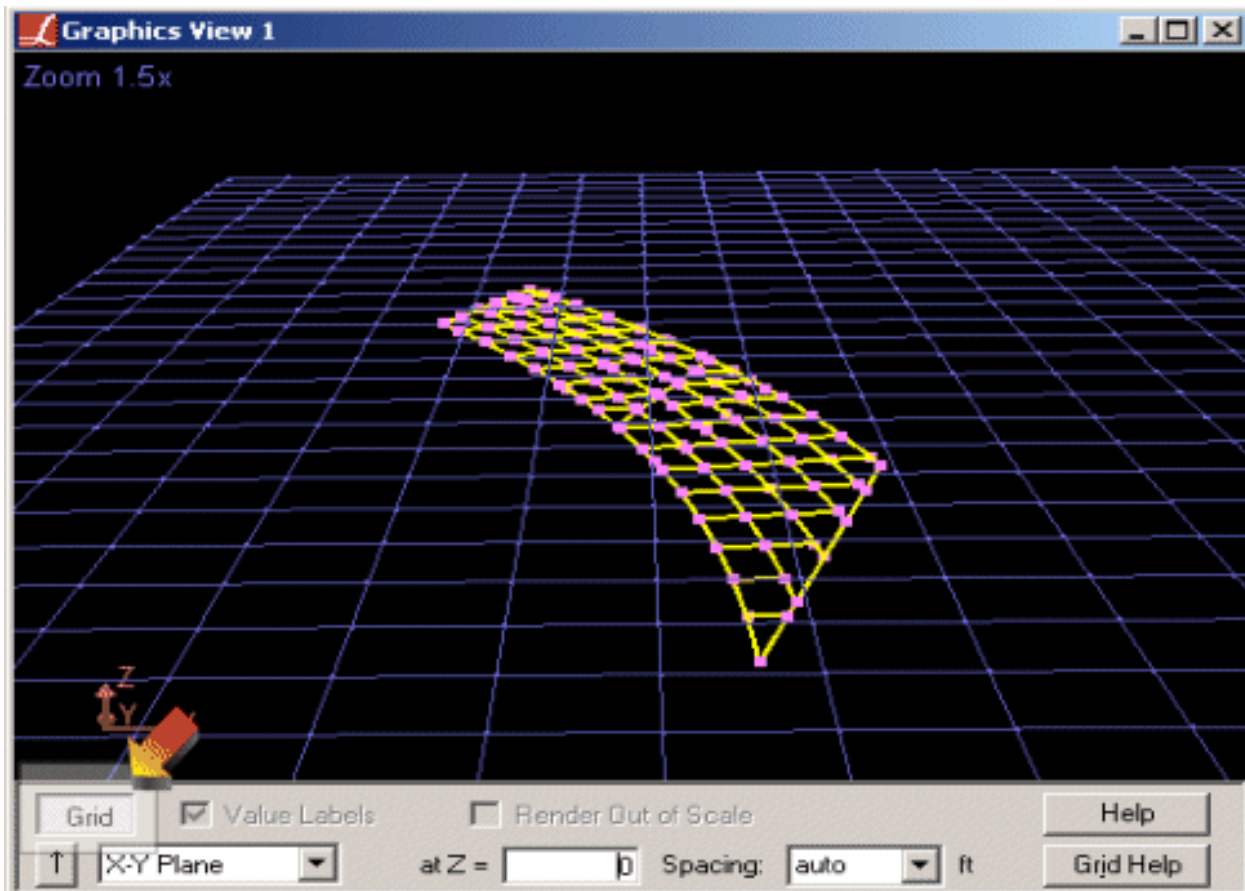 Graphics View 1
Zoom 1.5x
Z
Y
Grid Value Labels Render Out of Scale Help
↑ X-Y Plane at Z = 0 Spacing: auto ft Grid Help